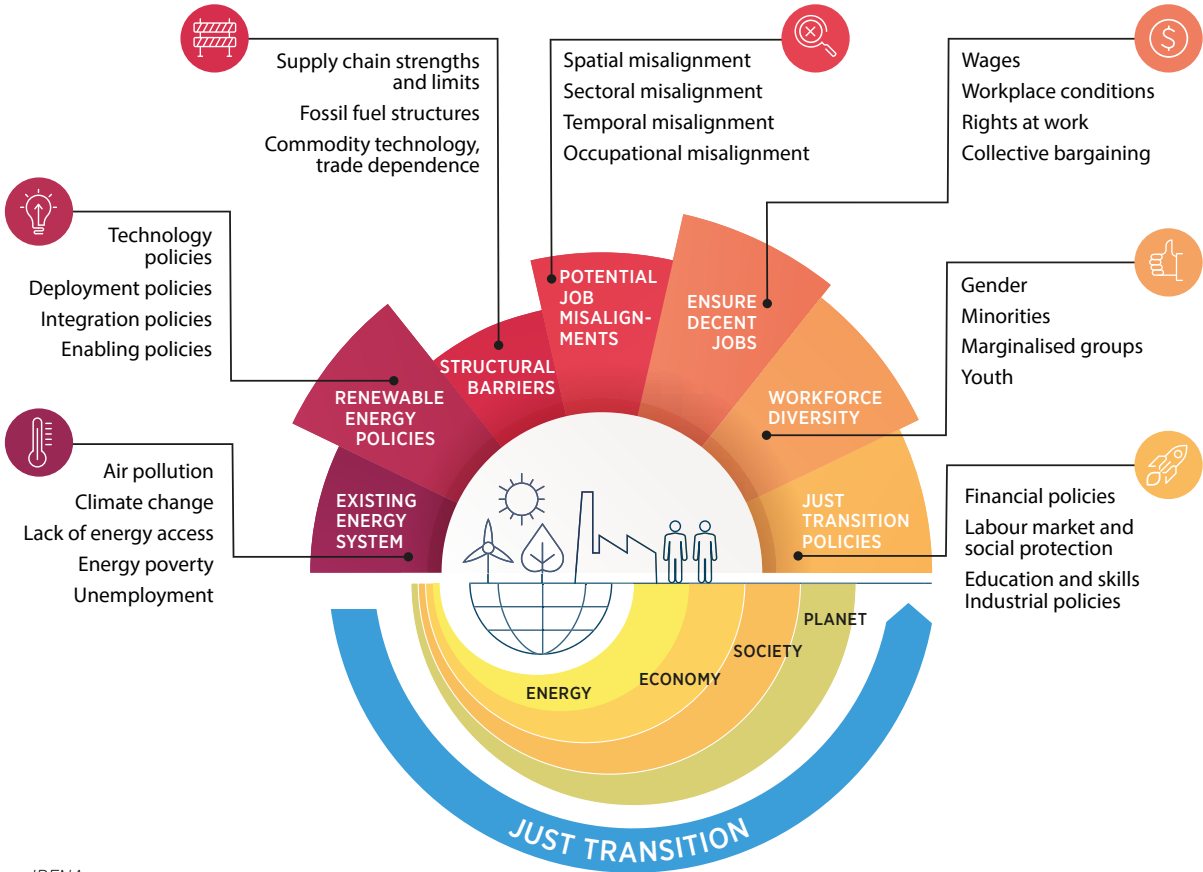 Supply chain strengths
and limits
Fossil fuel structures
Commodity technology,
trade dependence
Spatial misalignment
Sectoral misalignment
Temporal misalignment
Occupational misalignment
Wages
Workplace conditions
Rights at work
Collective bargaining
Technology
policies
Deployment policies
Integration policies
Enabling policies
Gender
Minorities
Marginalised groups
Youth
Air pollution
Climate change
Lack of energy access
Energy poverty
Unemployment
Financial policies
Labour market and
social protection
Education and skills
Industrial policies
EXISTING
ENERGY
SYSTEM
RENEWABLE
ENERGY
POLICIES
STRUCTURAL
BARRIERS
POTENTIAL
JOB
MISALIGN-
MENTS
ENSURE
DECENT
JOBS
WORKFORCE
DIVERSITY
JUST
TRANSITION
POLICIES
ENERGY
ECONOMY
SOCIETY
PLANET
JUST TRANSITION